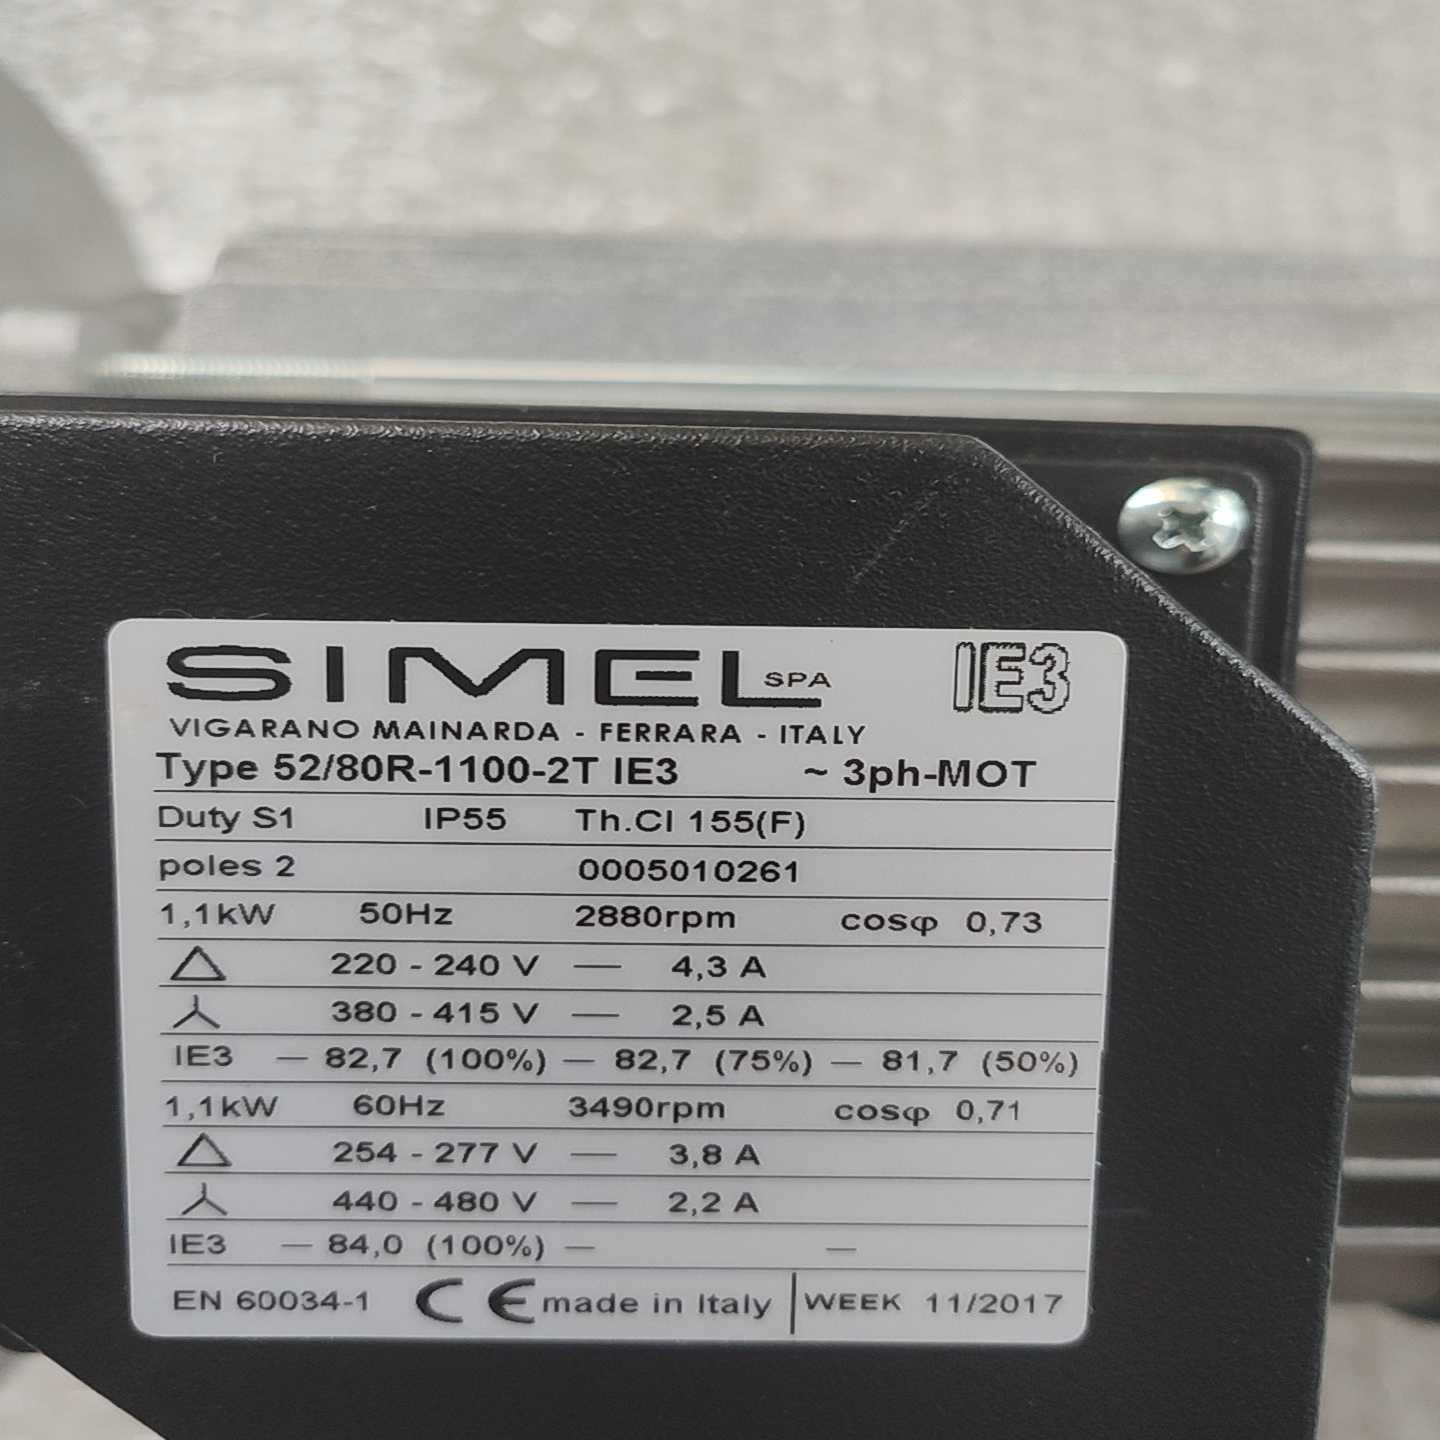 SIMEL SPA IE3
VIGARANO MAINARDA - FERRARA - ITALY
Type 52/80R-1100-2T IE3 ~ 3ph-MOT
Duty S1 IP55 Th.Cl 155(F)
poles 2 0005010261
1,1kW 50Hz 2880rpm cosφ 0,73
△ 220 - 240 V — 4,3 A
⅄ 380 - 415 V — 2,5 A
IE3 — 82,7 (100%) — 82,7 (75%) — 81,7 (50%)
1,1kW 60Hz 3490rpm cosφ 0,71
△ 254 - 277 V — 3,8 A
⅄ 440 - 480 V — 2,2 A
IE3 — 84,0 (100%) — —
EN 60034-1 CE made in Italy WEEK 11/2017